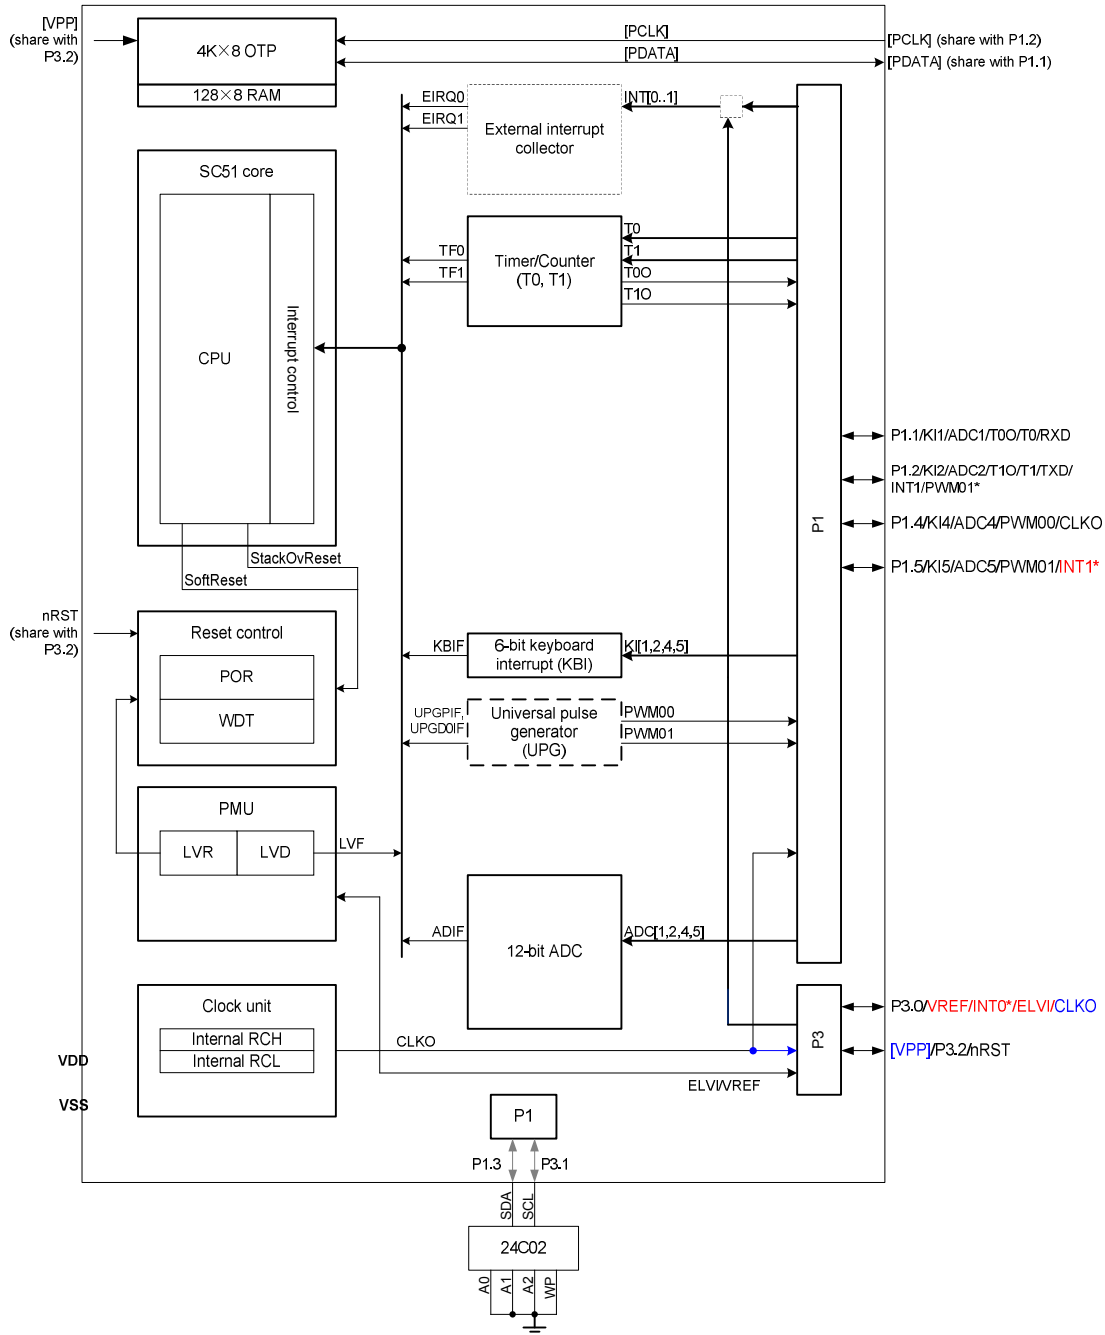 [VPP]
(share with
P3.2)
4K×8 OTP
128×8 RAM
[PCLK]
[PDATA]
[PCLK] (share with P1.2)
[PDATA] (share with P1.1)
EIRQ0
EIRQ1
External interrupt
collector
INT[0..1]
SC51 core
CPU
Interrupt control
TF0
TF1
Timer/Counter
(T0, T1)
T0
T1
T0O
T1O
P1
P1.1/KI1/ADC1/T0O/T0/RXD
P1.2/KI2/ADC2/T1O/T1/TXD/
INT1/PWM01*
P1.4/KI4/ADC4/PWM00/CLKO
P1.5/KI5/ADC5/PWM01/INT1*
StackOvReset
SoftReset
nRST
(share with
P3.2)
Reset control
POR
WDT
KBIF
6-bit keyboard
interrupt (KBI)
KI[1,2,4,5]
UPGPIF,
UPGD0IF
Universal pulse
generator
(UPG)
PWM00
PWM01
PMU
LVR
LVD
LVF
ADIF
12-bit ADC
ADC[1,2,4,5]
Clock unit
Internal RCH
Internal RCL
CLKO
ELVI/VREF
P3
P3.0/VREF/INT0*/ELVI/CLKO
[VPP]/P3.2/nRST
VDD
VSS
P1
P1.3
P3.1
SDA
SCL
24C02
A0
A1
A2
WP